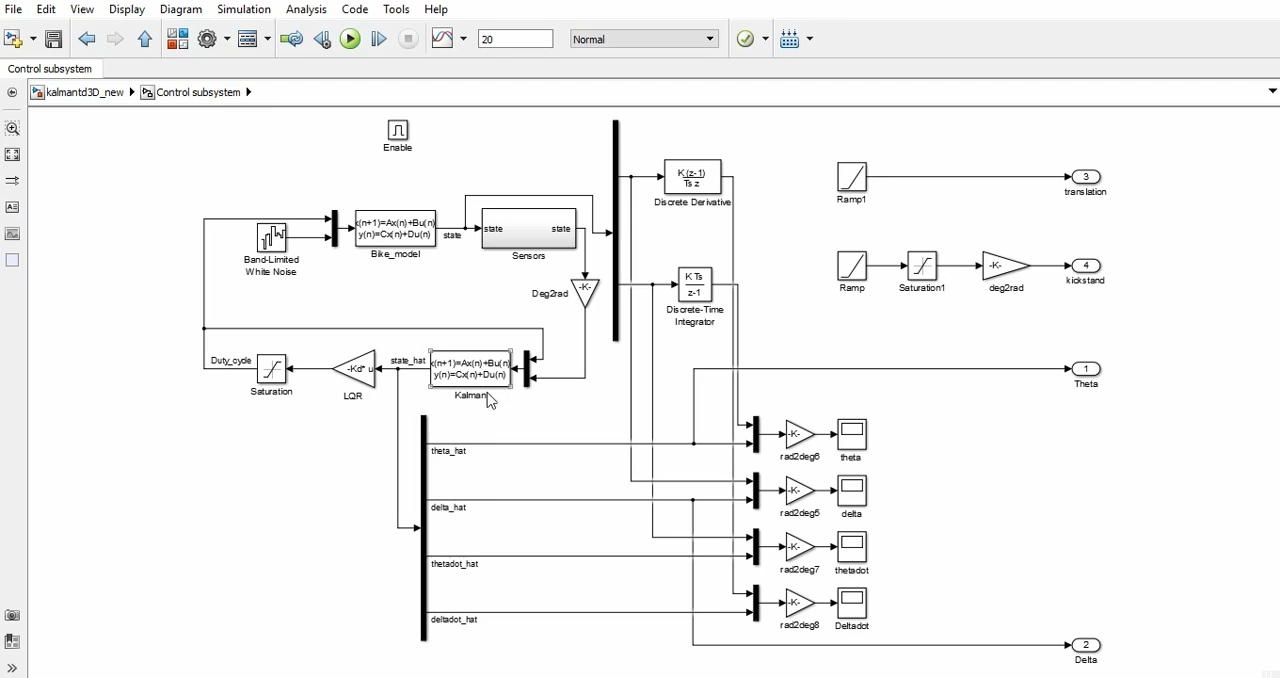 File Edit View Display Diagram Simulation Analysis Code Tools Help
20 Normal
Control subsystem
kalmantd3D_new Control subsystem
Enable
K (z-1)
Ts z
Discrete Derivative
Ramp1
3
translation
Band-Limited
White Noise
x(n+1)=Ax(n)+Bu(n)
y(n)=Cx(n)+Du(n)
Bike_model
state
state state
Sensors
Deg2rad
-K-
K Ts
z-1
Discrete-Time
Integrator
Ramp
Saturation1
-K-
deg2rad
4
kickstand
Duty_cycle
Saturation
-Kd* u
LQR
state_hat
x(n+1)=Ax(n)+Bu(n)
y(n)=Cx(n)+Du(n)
Kalman
1
Theta
theta_hat
-K-
rad2deg6
theta
delta_hat
-K-
rad2deg5
delta
thetadot_hat
-K-
rad2deg7
thetadot
deltadot_hat
-K-
rad2deg8
Deltadot
2
Delta